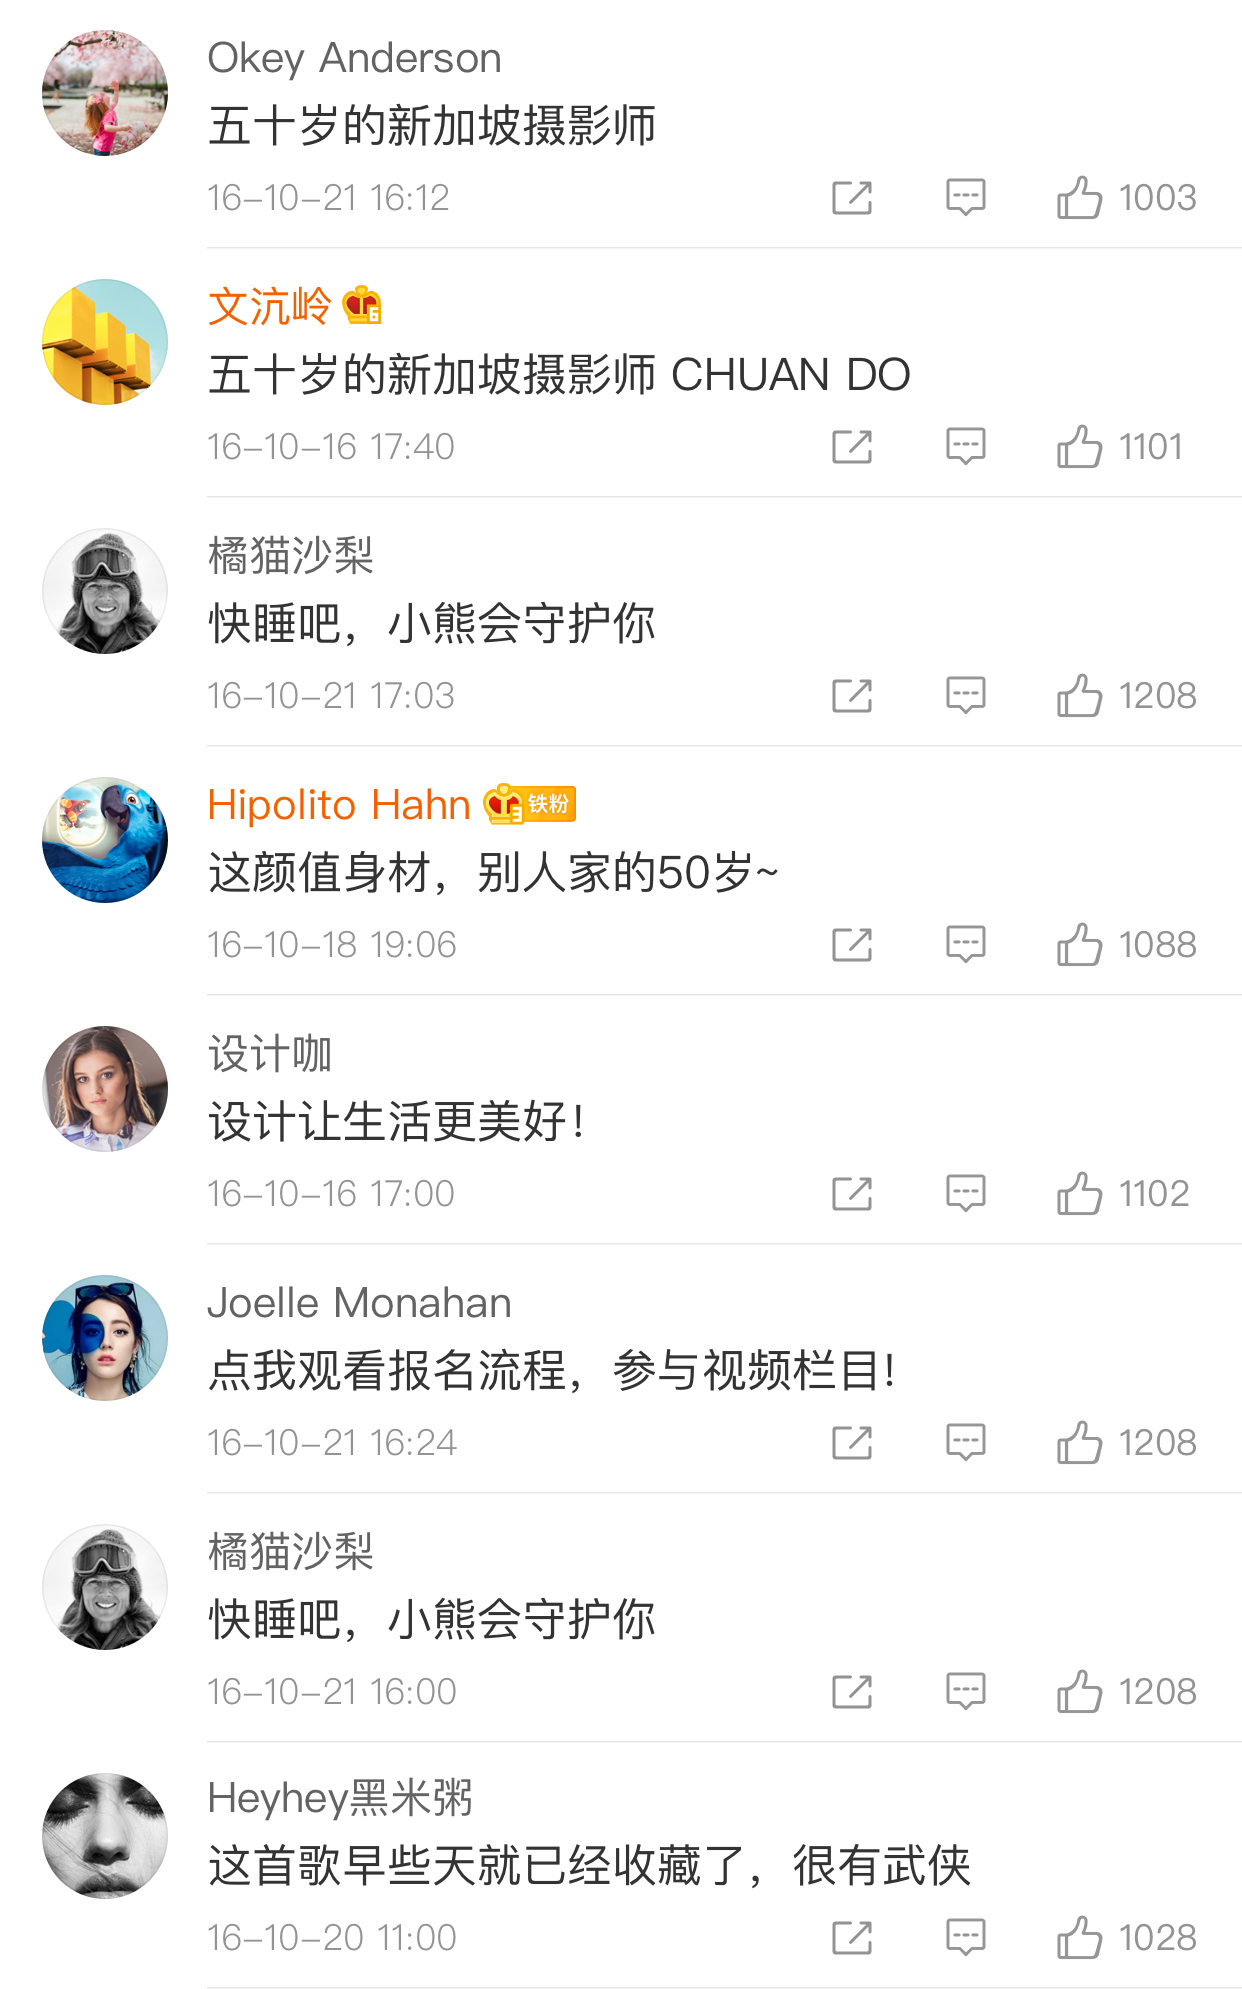 Okey Anderson
五十岁的新加坡摄影师
16-10-21 16:12
1003
文沆岭
6
五十岁的新加坡摄影师 CHUAN DO
16-10-16 17:40
1101
橘猫沙梨
快睡吧，小熊会守护你
16-10-21 17:03
1208
Hipolito Hahn 铁粉
这颜值身材，别人家的50岁~
16-10-18 19:06
1088
设计咖
设计让生活更美好！
16-10-16 17:00
1102
Joelle Monahan
点我观看报名流程，参与视频栏目！
16-10-21 16:24
1208
橘猫沙梨
快睡吧，小熊会守护你
16-10-21 16:00
1208
Heyhey黑米粥
这首歌早些天就已经收藏了，很有武侠
16-10-20 11:00
1028